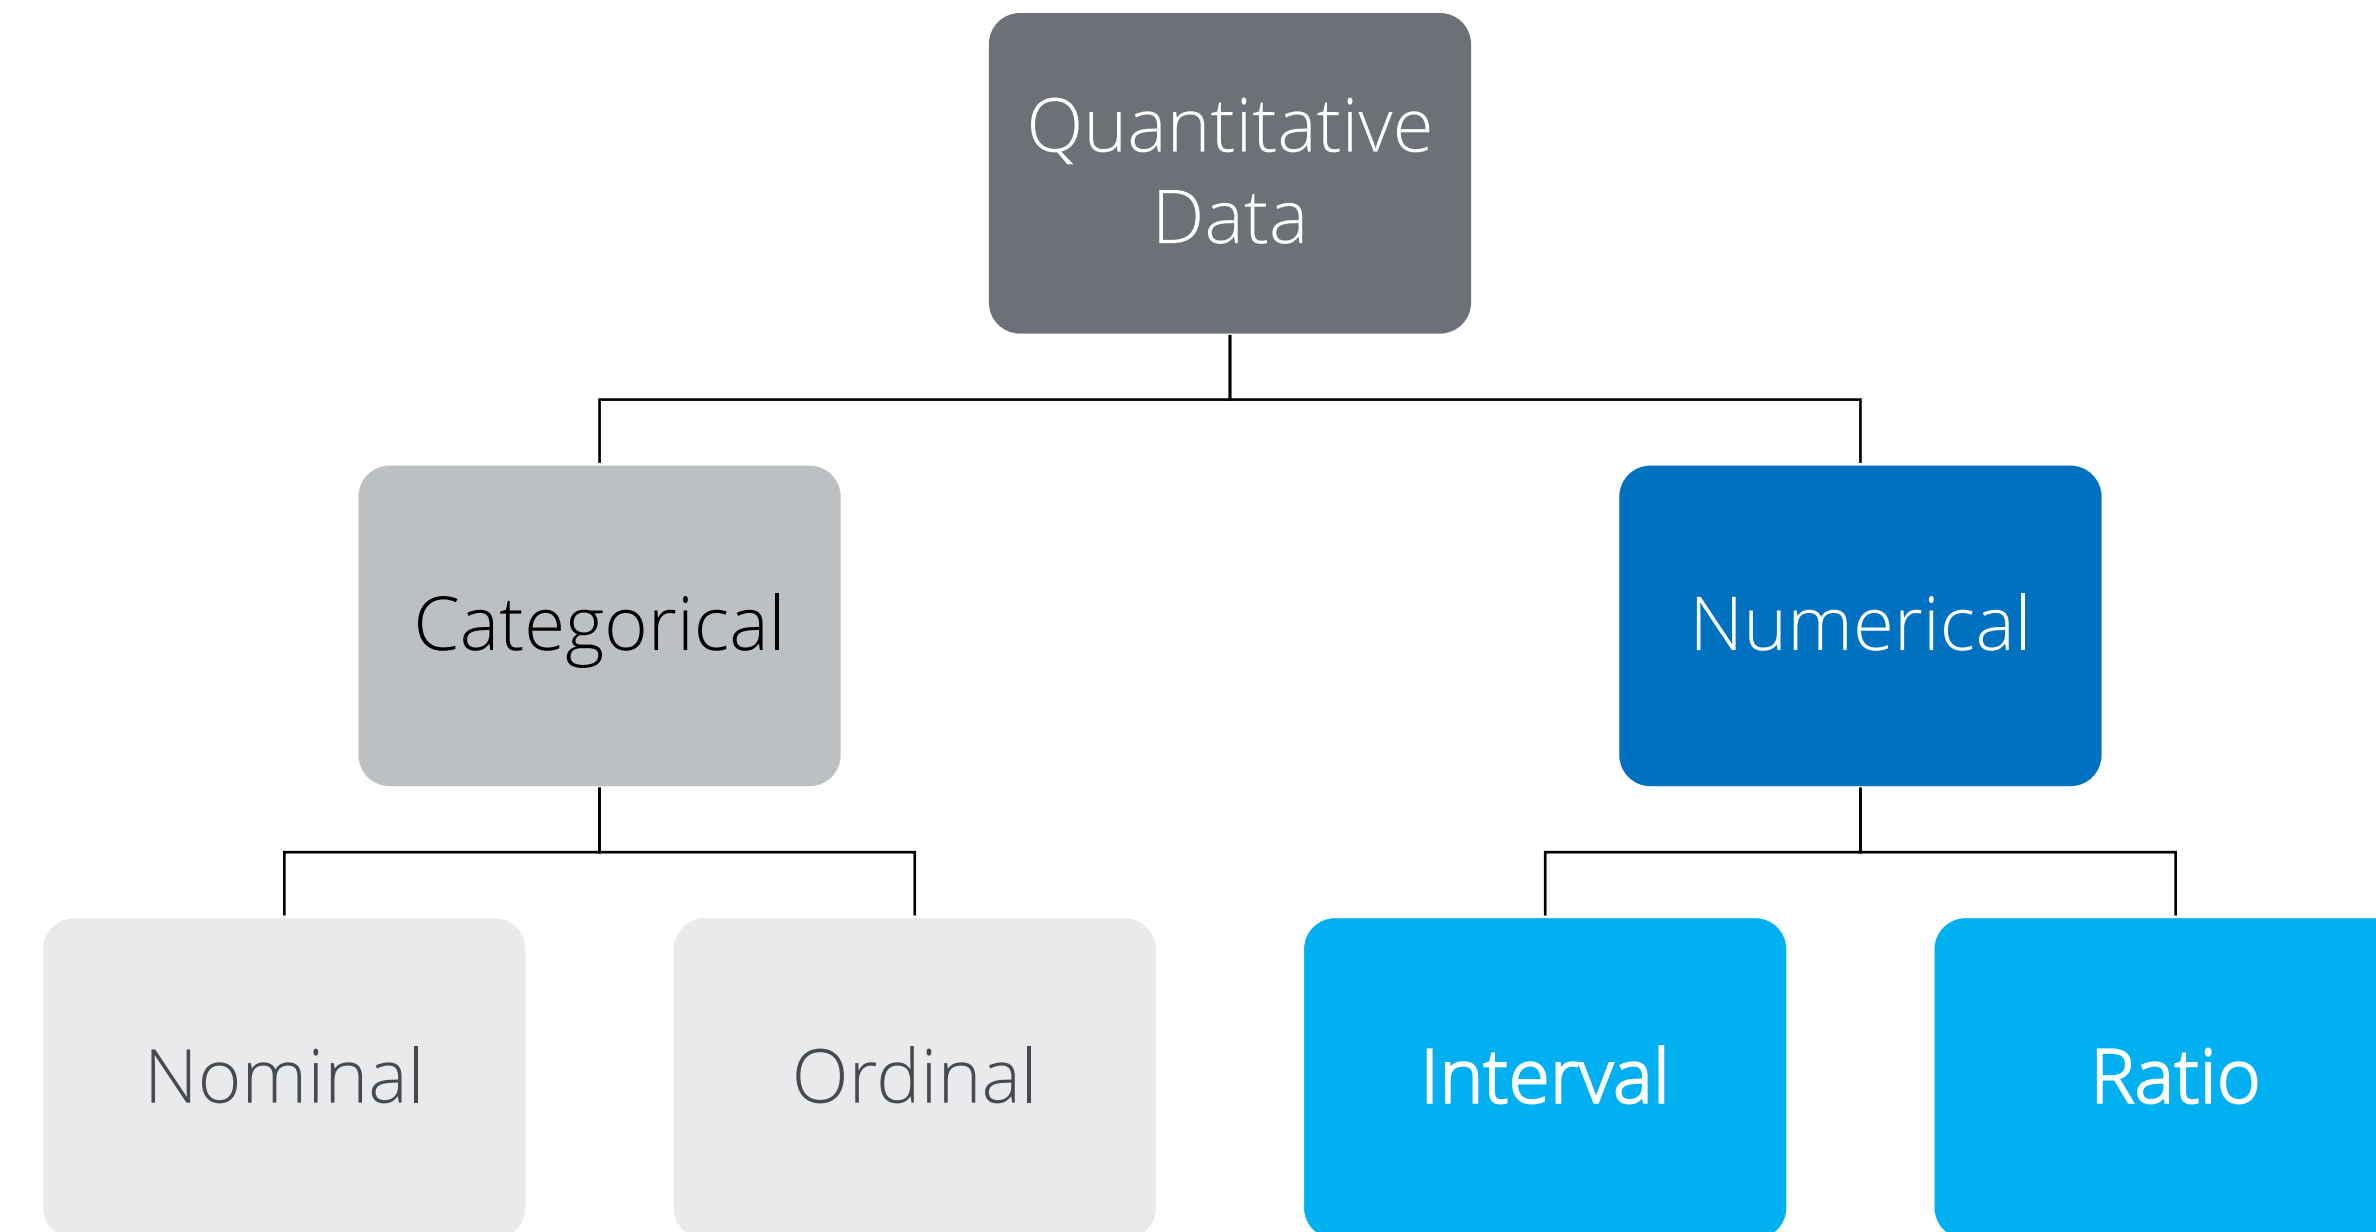 Quantitative
Data
Categorical
Numerical
Nominal
Ordinal
Interval
Ratio